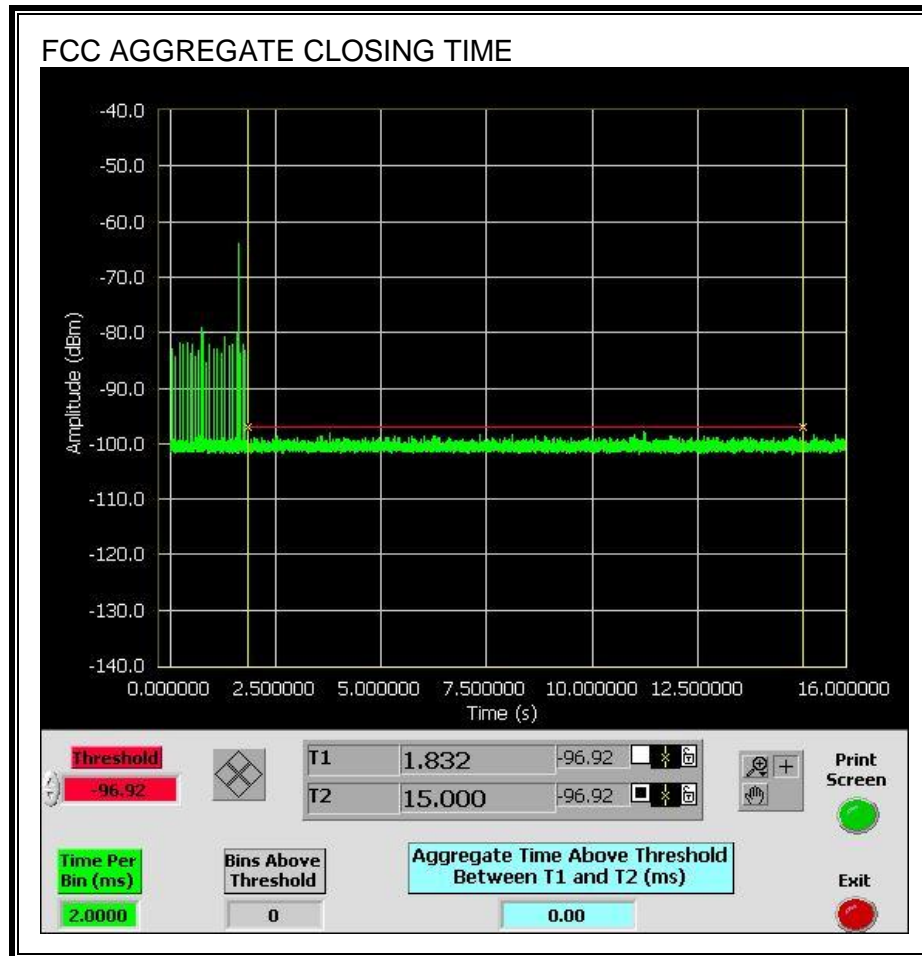 FCC AGGREGATE CLOSING TIME
-40.0
-50.0
-60.0
-70.0
-80.0
-90.0
-100.0
-110.0
-120.0
-130.0
-140.0
Amplitude (dBm)
0.000000 2.500000 5.000000 7.500000 10.000000 12.500000 16.000000
Time (s)
Threshold
-96.92
T1 1.832 -96.92
T2 15.000 -96.92
Print
Screen
Time Per
Bin (ms)
2.0000
Bins Above
Threshold
0
Aggregate Time Above Threshold
Between T1 and T2 (ms)
0.00
Exit